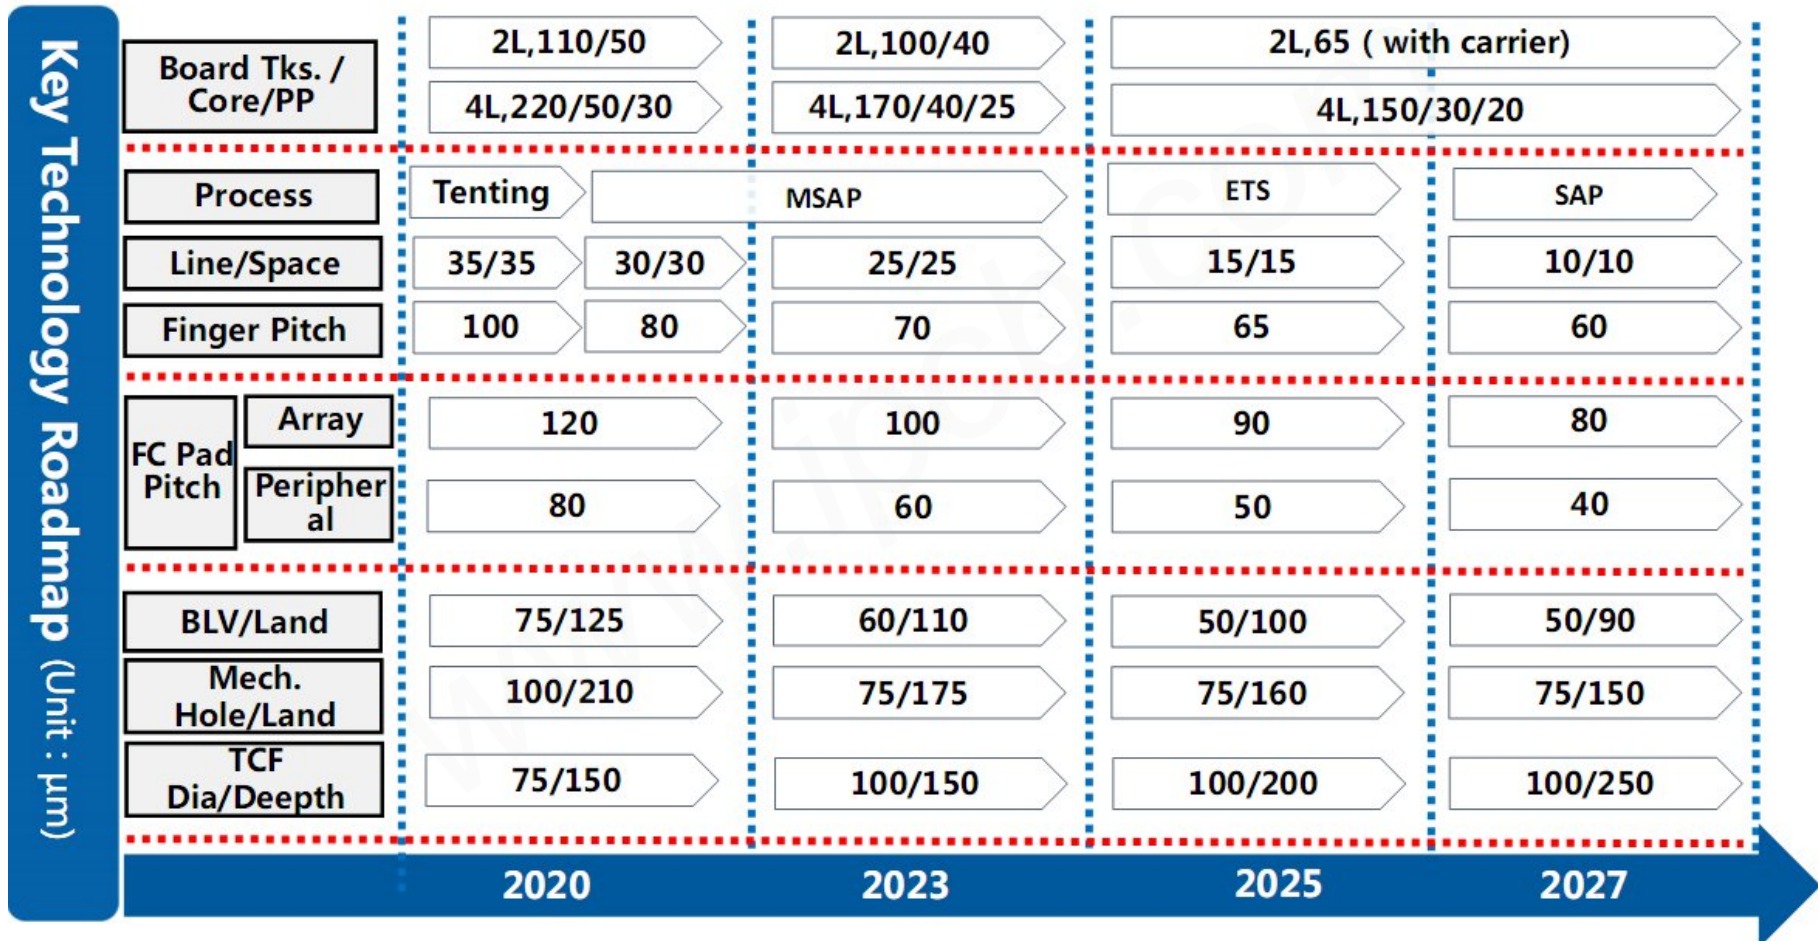 Key Technology Roadmap (Unit : μm)
Board Tks. /
Core/PP
2L,110/50
2L,100/40
2L,65 ( with carrier)
4L,220/50/30
4L,170/40/25
4L,150/30/20
Process
Tenting
MSAP
ETS
SAP
Line/Space
35/35
30/30
25/25
15/15
10/10
Finger Pitch
100
80
70
65
60
FC Pad
Pitch
Array
120
100
90
80
Peripher
al
80
60
50
40
BLV/Land
75/125
60/110
50/100
50/90
Mech.
Hole/Land
100/210
75/175
75/160
75/150
TCF
Dia/Deepth
75/150
100/150
100/200
100/250
2020
2023
2025
2027
www.ipcb.com